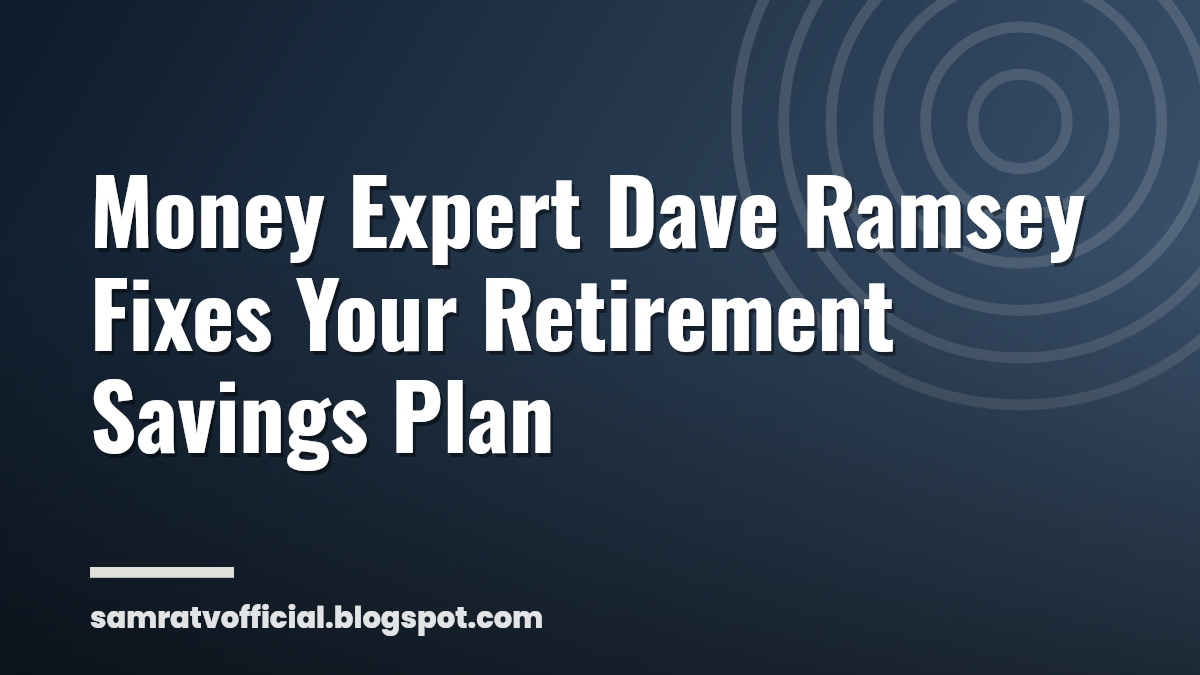 Money Expert Dave Ramsey
Fixes Your Retirement
Savings Plan
samratvofficial.blogspot.com